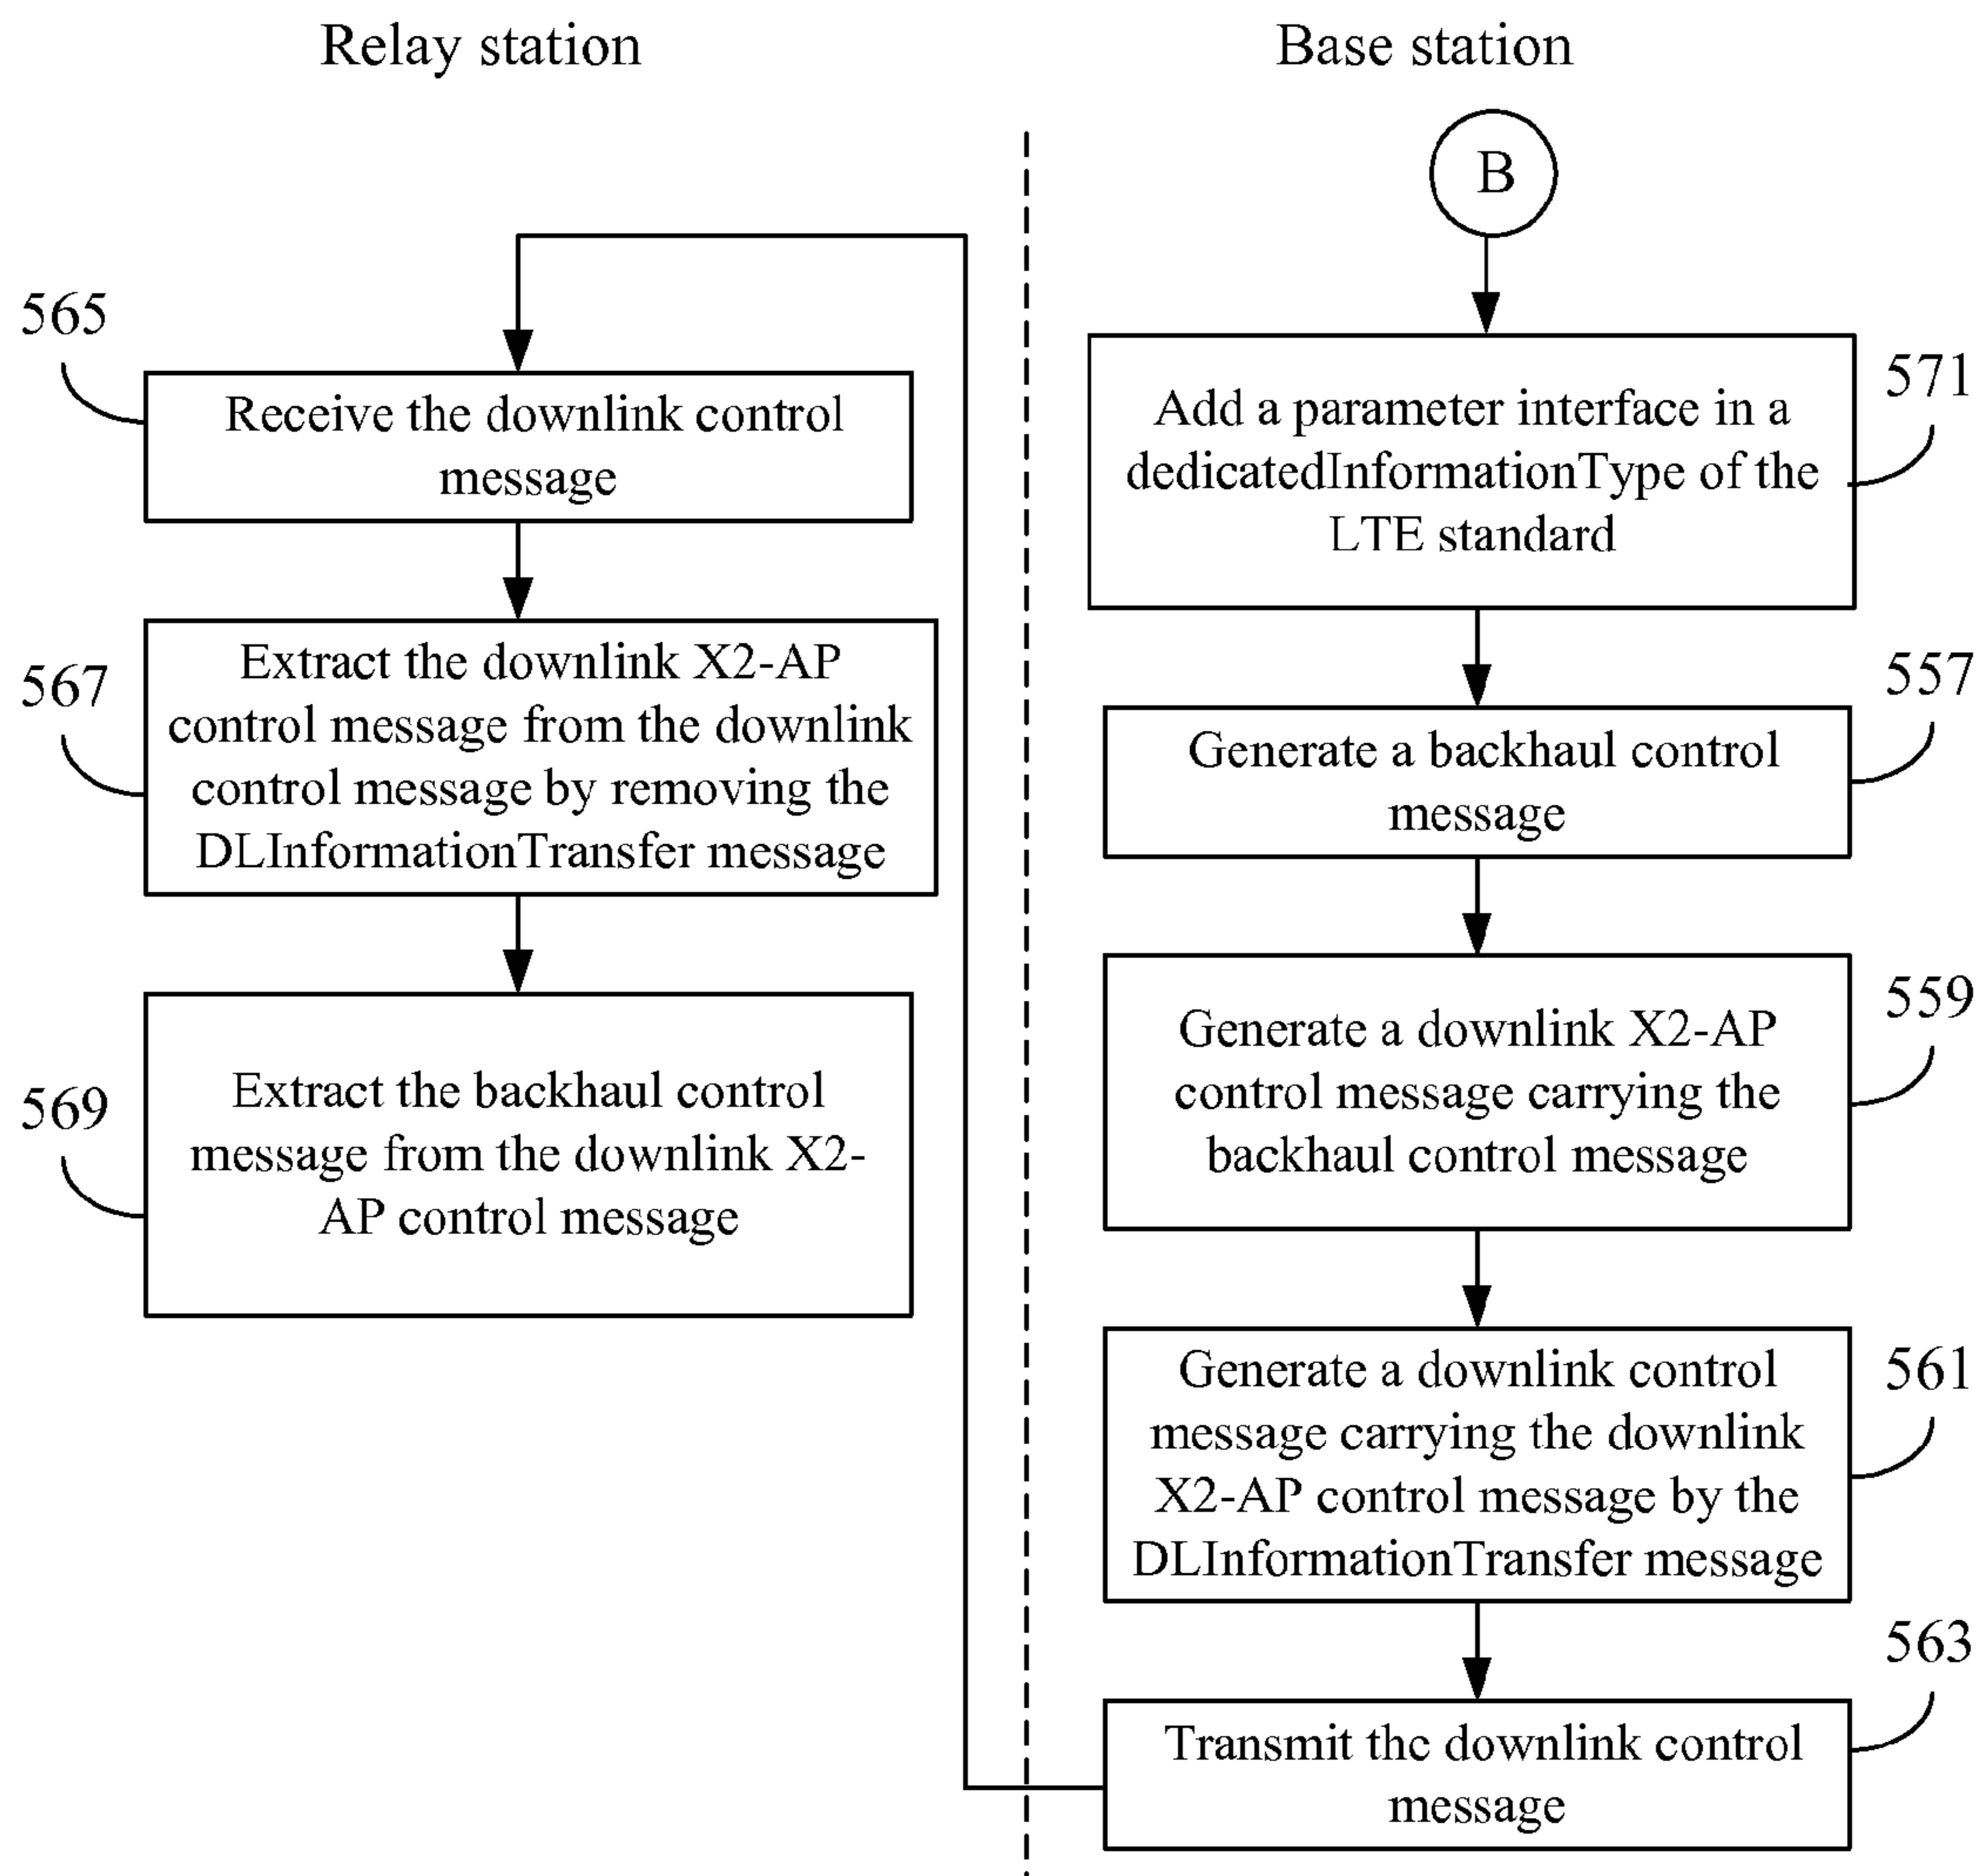 Relay station
Base station
B
565
Receive the downlink control
message
567
Extract the downlink X2-AP
control message from the downlink
control message by removing the
DLInformationTransfer message
569
Extract the backhaul control
message from the downlink X2-
AP control message
571
Add a parameter interface in a
dedicatedInformationType of the
LTE standard
557
Generate a backhaul control
message
559
Generate a downlink X2-AP
control message carrying the
backhaul control message
561
Generate a downlink control
message carrying the downlink
X2-AP control message by the
DLInformationTransfer message
563
Transmit the downlink control
message